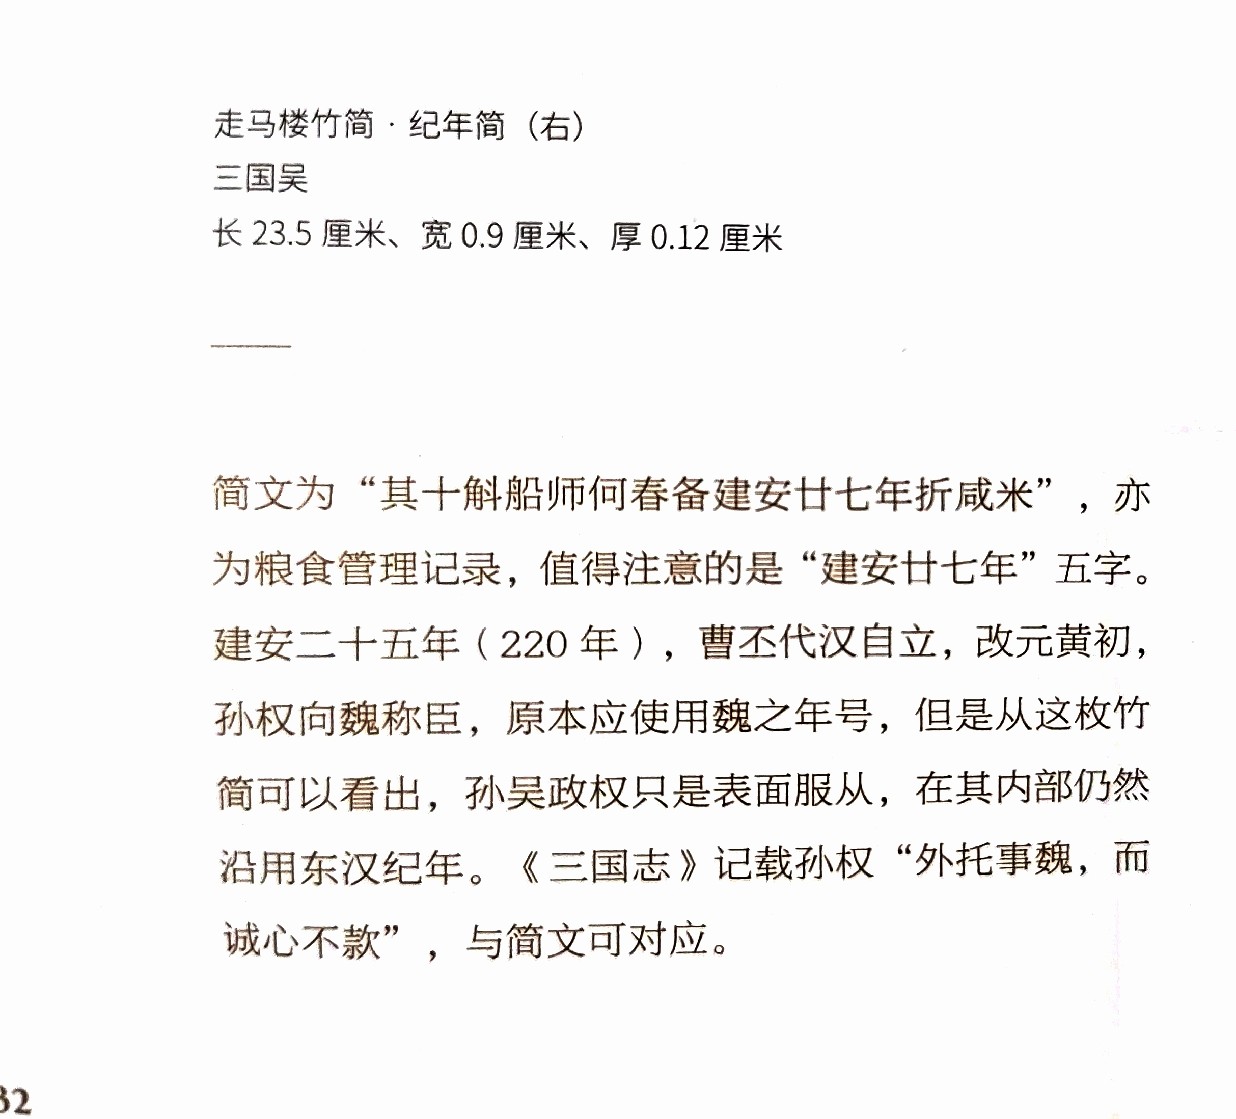 走马楼竹简·纪年简（右）
三国吴
长 23.5 厘米、宽 0.9 厘米、厚 0.12 厘米
简文为“其十斛船师何春备建安廿七年折咸米”，亦
为粮食管理记录，值得注意的是“建安廿七年”五字。
建安二十五年（220 年），曹丕代汉自立，改元黄初，
孙权向魏称臣，原本应使用魏之年号，但是从这枚竹
简可以看出，孙吴政权只是表面服从，在其内部仍然
沿用东汉纪年。《三国志》记载孙权“外托事魏，而
诚心不款”，与简文可对应。
32